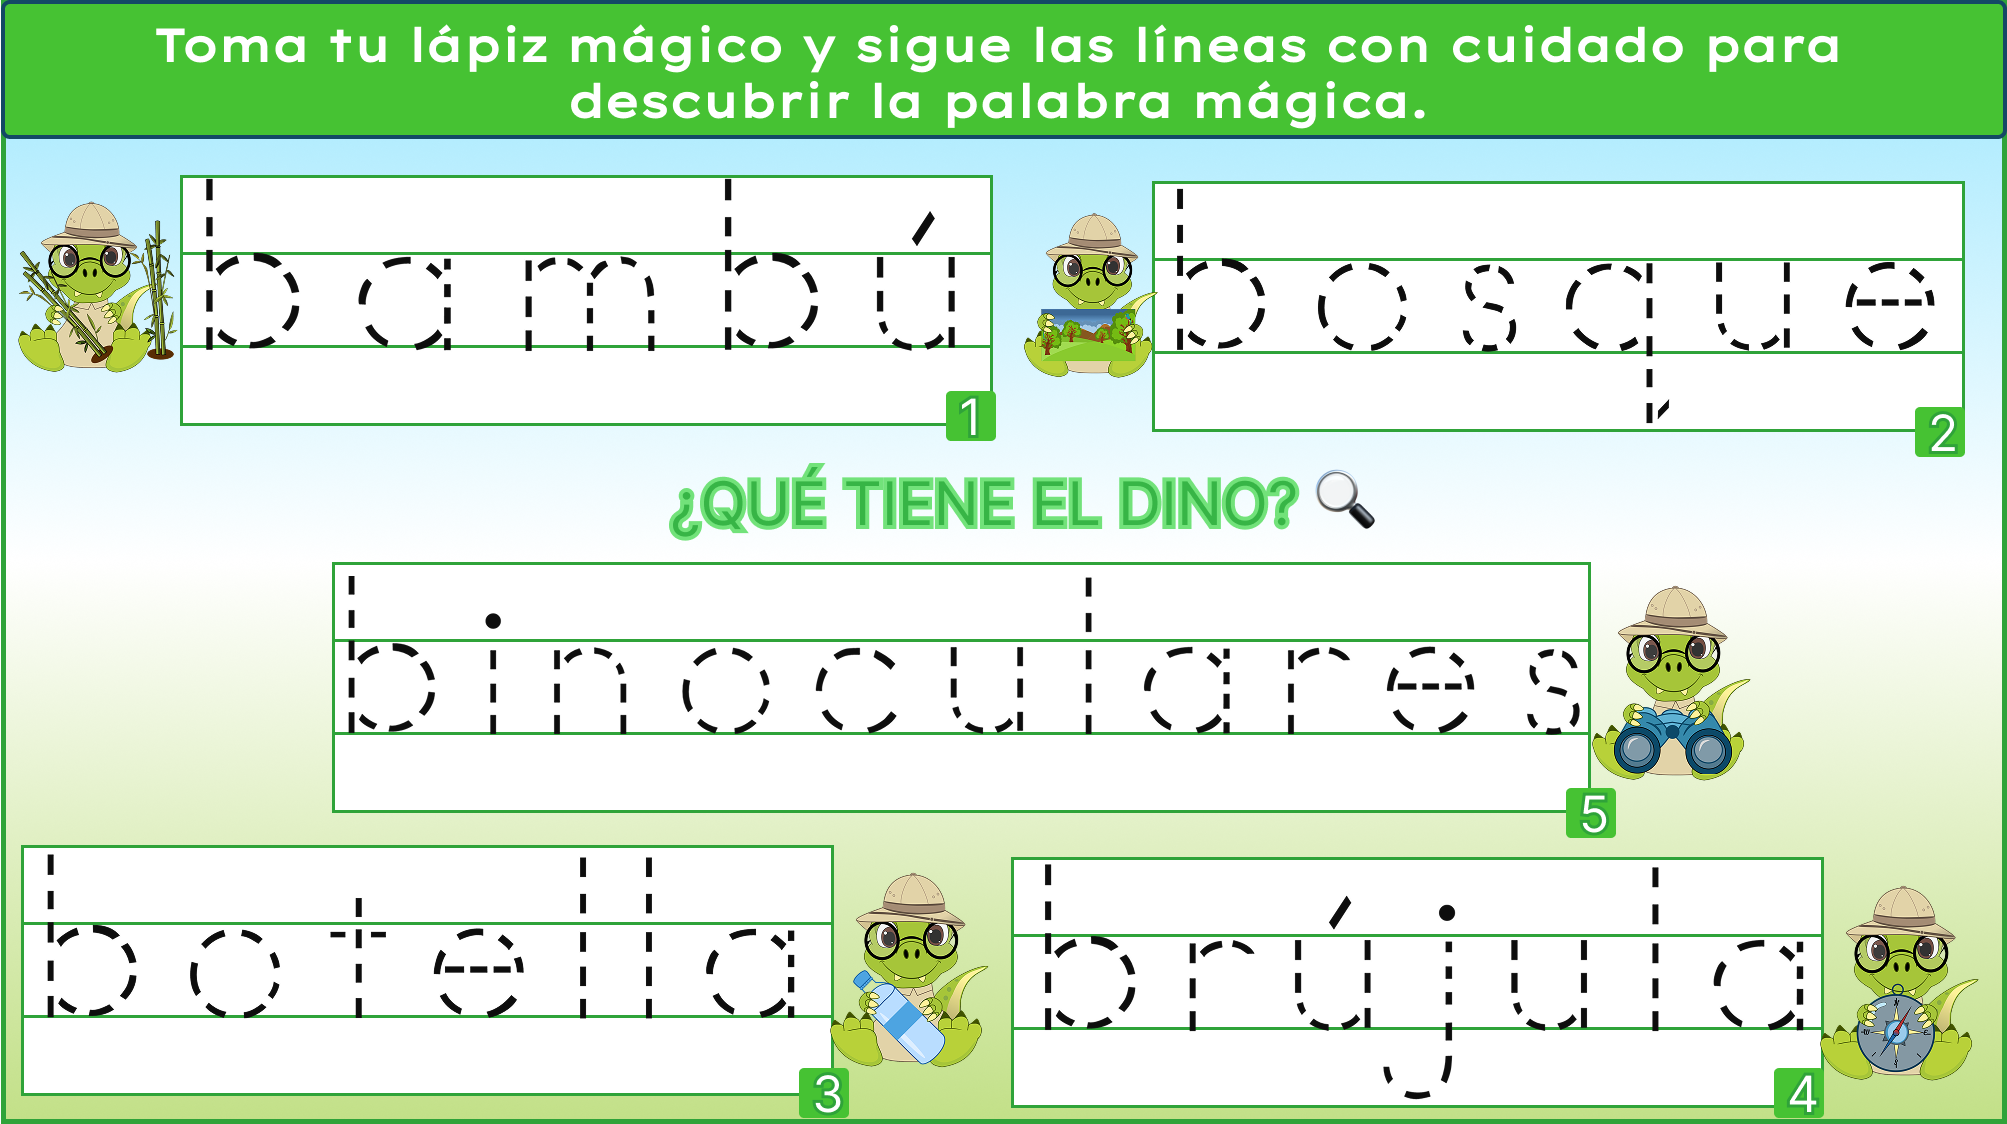 Toma tu lápiz mágico y sigue las líneas con cuidado para
descubrir la palabra mágica.
bambú
1
bosque
2
¿QUÉ TIENE EL DINO?
binoculares
5
botella
3
brújula
4